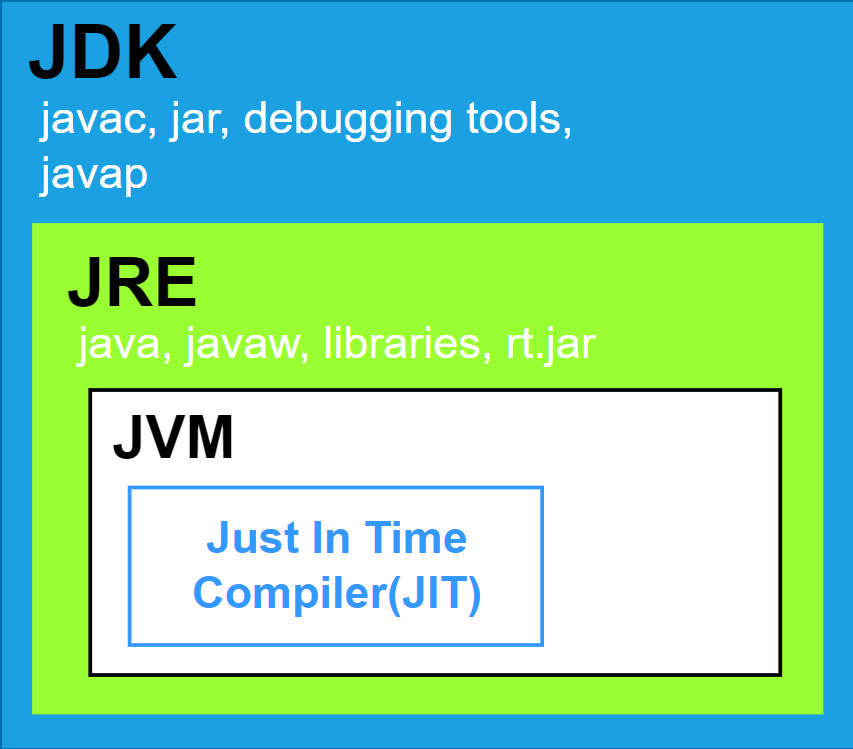 JDK
javac, jar, debugging tools,
javap
JRE
java, javaw, libraries, rt.jar
JVM
Just In Time
Compiler(JIT)